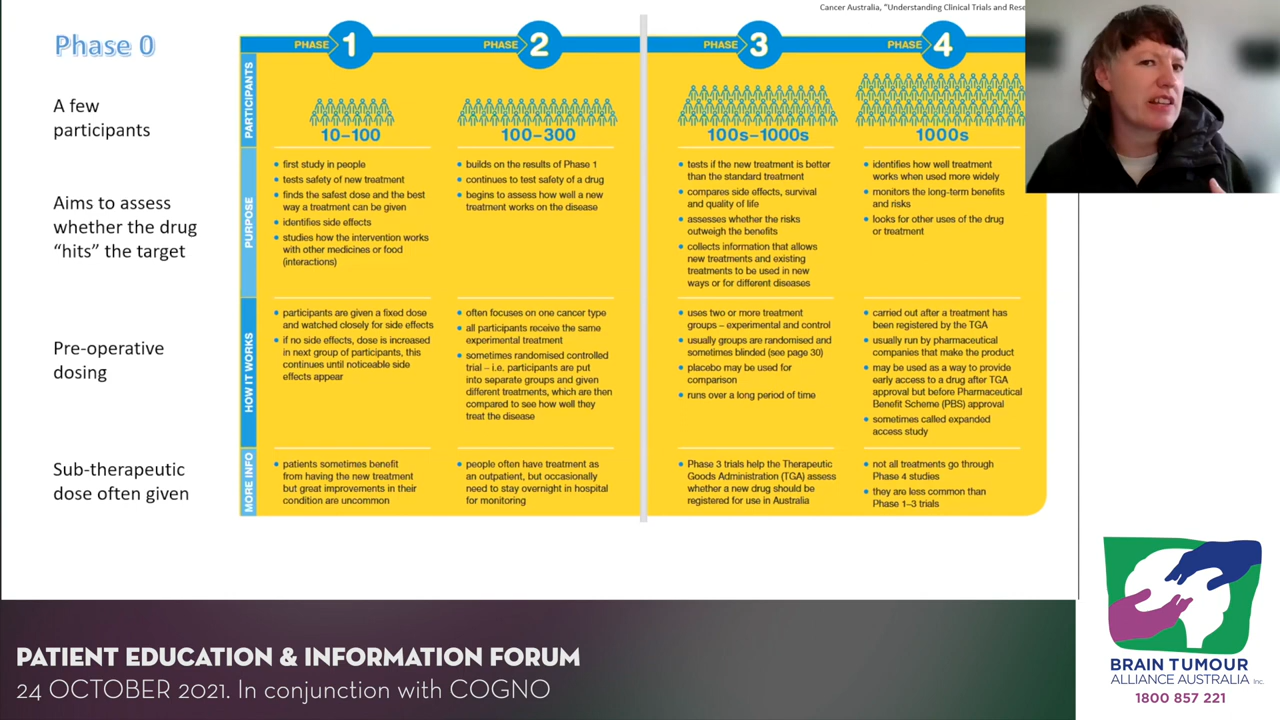 Cancer Australia, "Understanding Clinical Trials and
Phase 0
A few
participants
Aims to assess
whether the drug
"hits" the target
Pre-operative
dosing
Sub-therapeutic
dose often given
PHASE 1
PHASE 2
PHASE 3
PHASE 4
PARTICIPANTS
10–100
100–300
100s–1000s
1000s
PURPOSE
• first study in people
• tests safety of new treatment
• finds the safest dose and the best
way a treatment can be given
• identifies side effects
• studies how the intervention works
with other medicines or food
(interactions)
• builds on the results of Phase 1
• continues to test safety of a drug
• begins to assess how well a new
treatment works on the disease
• tests if the new treatment is better
than the standard treatment
• compares side effects, survival
and quality of life
• assesses whether the risks
outweigh the benefits
• collects information that allows
new treatments and existing
treatments to be used in new
ways or for different diseases
• identifies how well treatment
works when used more widely
• monitors the long-term benefits
and risks
• looks for other uses of the drug
or treatment
HOW IT WORKS
• participants are given a fixed dose
and watched closely for side effects
• if no side effects, dose is increased
in next group of participants, this
continues until noticeable side
effects appear
• often focuses on one cancer type
• all participants receive the same
experimental treatment
• sometimes randomised controlled
trial – i.e. participants are put
into separate groups and given
different treatments, which are then
compared to see how well they
treat the disease
• uses two or more treatment
groups – experimental and control
• usually groups are randomised and
sometimes blinded (see page 30)
• placebo may be used for
comparison
• runs over a long period of time
• carried out after a treatment has
been registered by the TGA
• usually run by pharmaceutical
companies that make the product
• may be used as a way to provide
early access to a drug after TGA
approval but before Pharmaceutical
Benefit Scheme (PBS) approval
• sometimes called expanded
access study
MORE INFO
• patients sometimes benefit
from having the new treatment
but great improvements in their
condition are uncommon
• people often have treatment as
an outpatient, but occasionally
need to stay overnight in hospital
for monitoring
• Phase 3 trials help the Therapeutic
Goods Administration (TGA) assess
whether a new drug should be
registered for use in Australia
• not all treatments go through
Phase 4 studies
• they are less common than
Phase 1–3 trials
PATIENT EDUCATION & INFORMATION FORUM
24 OCTOBER 2021. In conjunction with COGNO
BRAIN TUMOUR
ALLIANCE AUSTRALIA Inc.
1800 857 221